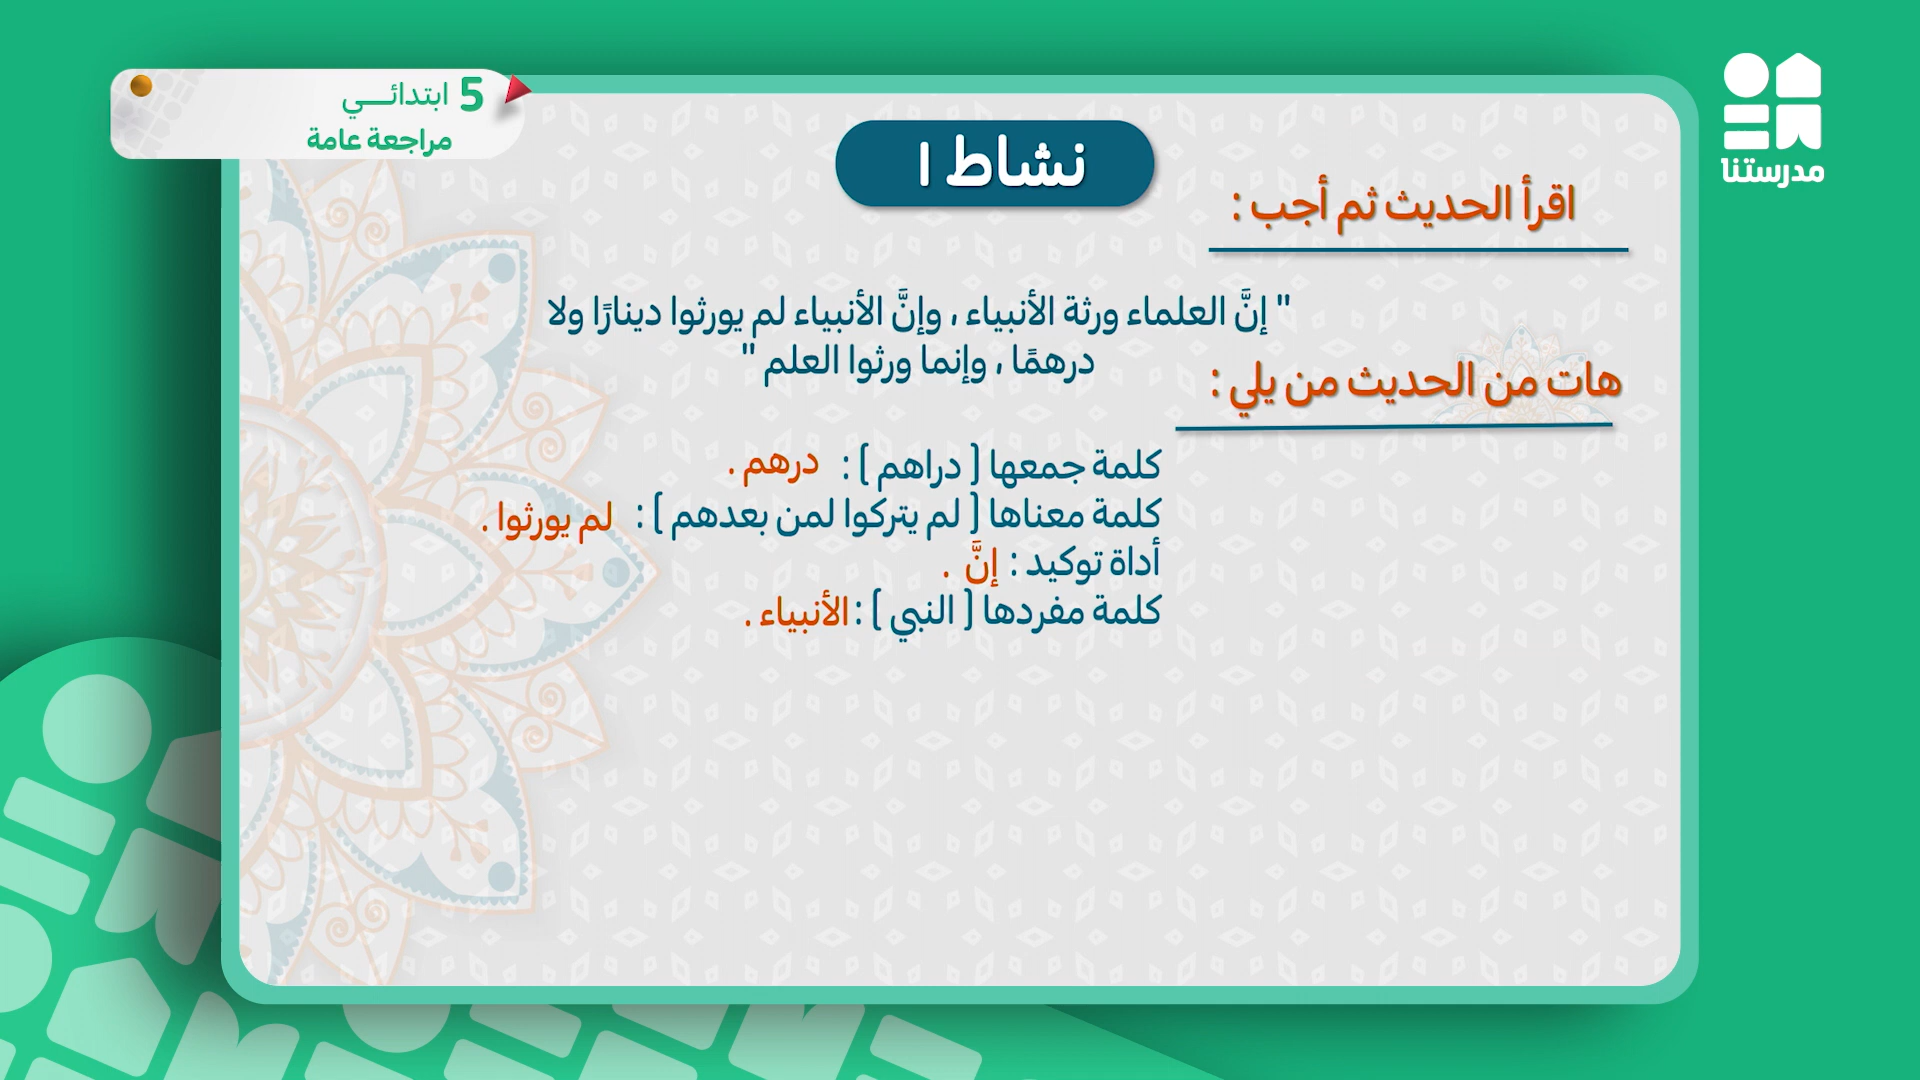 5 ابتدائـــي
مراجعة عامة
مدرستنا
نشاط ١
اقرأ الحديث ثم أجب :
" إنَّ العلماء ورثة الأنبياء ، وإنَّ الأنبياء لم يورثوا دينارًا ولا
درهمًا ، وإنما ورثوا العلم "
هات من الحديث من يلي :
كلمة جمعها [ دراهم ] : درهم .
كلمة معناها [ لم يتركوا لمن بعدهم ] : لم يورثوا .
أداة توكيد : إنَّ .
كلمة مفردها [ النبي ] : الأنبياء .